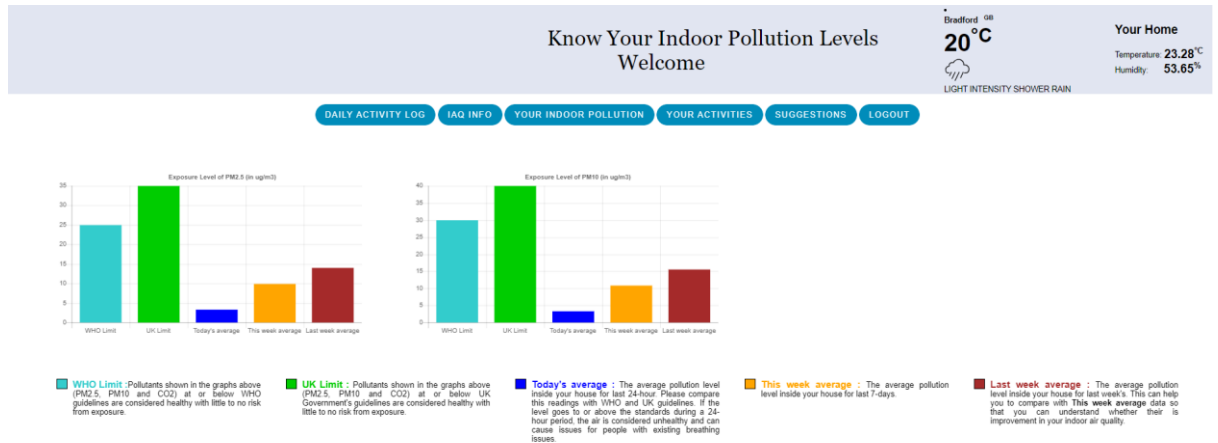 Know Your Indoor Pollution Levels
Welcome
Bradford GB
20°C
LIGHT INTENSITY SHOWER RAIN
Your Home
Temperature: 23.28°C
Humidity: 53.65%
DAILY ACTIVITY LOG IAQ INFO YOUR INDOOR POLLUTION YOUR ACTIVITIES SUGGESTIONS LOGOUT
Exposure Level of PM2.5 (in ug/m3)
35
30
25
20
15
10
5
0
WHO Limit UK Limit Today's average This week average Last week average
Exposure Level of PM10 (in ug/m3)
40
35
30
25
20
15
10
5
0
WHO Limit UK Limit Today's average This week average Last week average
WHO Limit :Pollutants shown in the graphs above
(PM2.5, PM10 and CO2) at or below WHO
guidelines are considered healthy with little to no risk
from exposure.
UK Limit : Pollutants shown in the graphs above
(PM2.5, PM10 and CO2) at or below UK
Government's guidelines are considered healthy with
little to no risk from exposure.
Today's average : The average pollution level
inside your house for last 24-hour. Please compare
this readings with WHO and UK guidelines. If the
level goes to or above the standards during a 24-
hour period, the air is considered unhealthy and can
cause issues for people with existing breathing
issues.
This week average : The average pollution
level inside your house for last 7-days.
Last week average : The average pollution
level inside your house for last week's. This can help
you to compare with This week average data so
that you can understand whether their is
improvement in your indoor air quality.